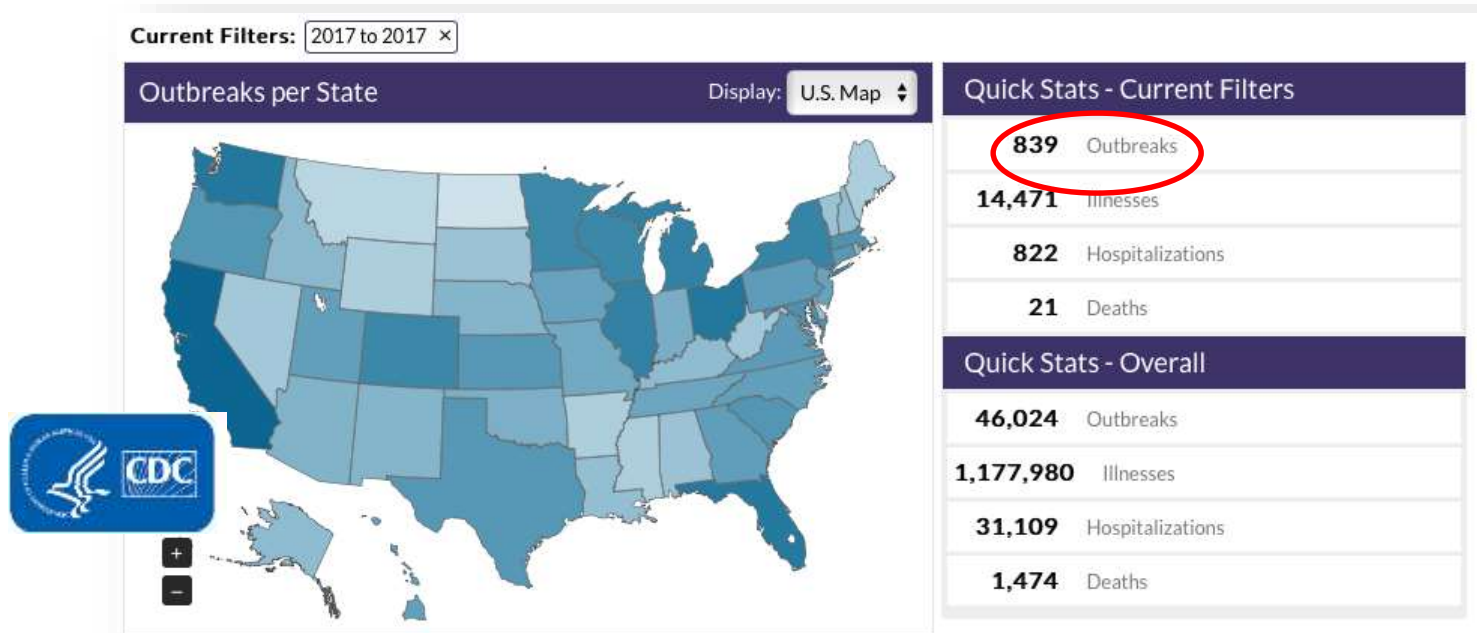 Current Filters: 2017 to 2017 ×
Outbreaks per State
Display: U.S. Map
Quick Stats - Current Filters
839 Outbreaks
14,471 Illnesses
822 Hospitalizations
21 Deaths
Quick Stats - Overall
46,024 Outbreaks
1,177,980 Illnesses
31,109 Hospitalizations
1,474 Deaths
CDC
+
−